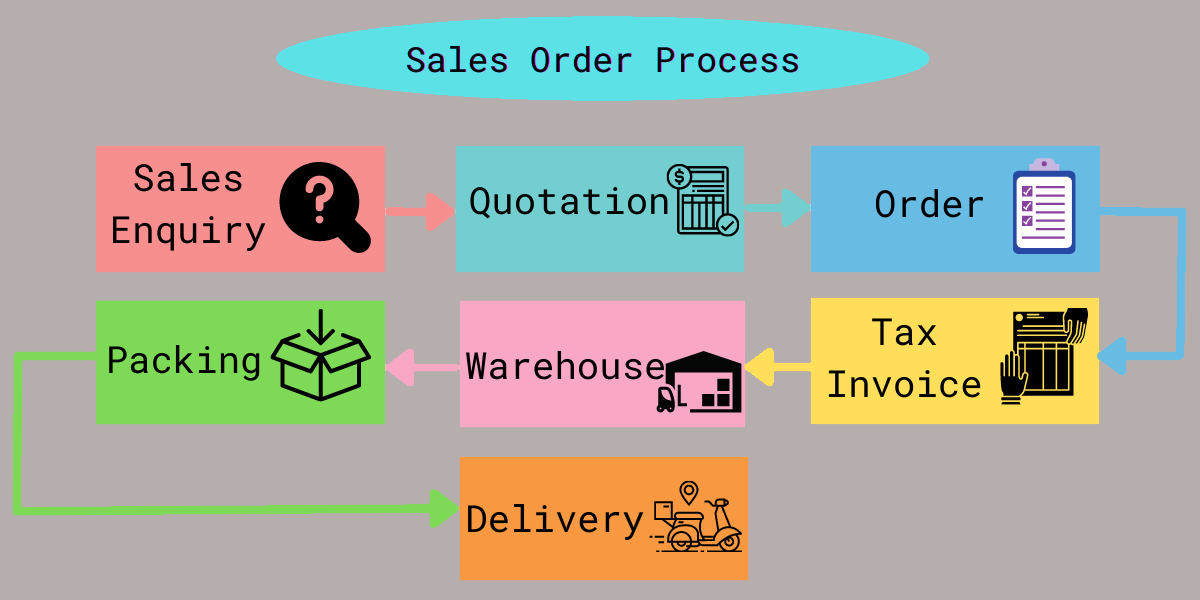 Sales Order Process
Sales
Enquiry
Quotation
Order
Tax
Invoice
Warehouse
Packing
Delivery